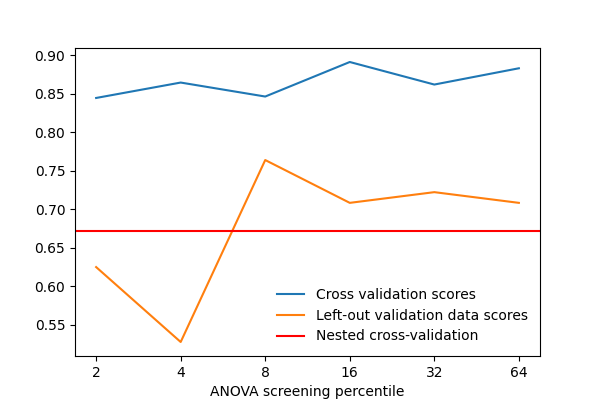 0.90
0.85
0.80
0.75
0.70
0.65
0.60
0.55
Cross validation scores
Left-out validation data scores
Nested cross-validation
2 4 8 16 32 64
ANOVA screening percentile